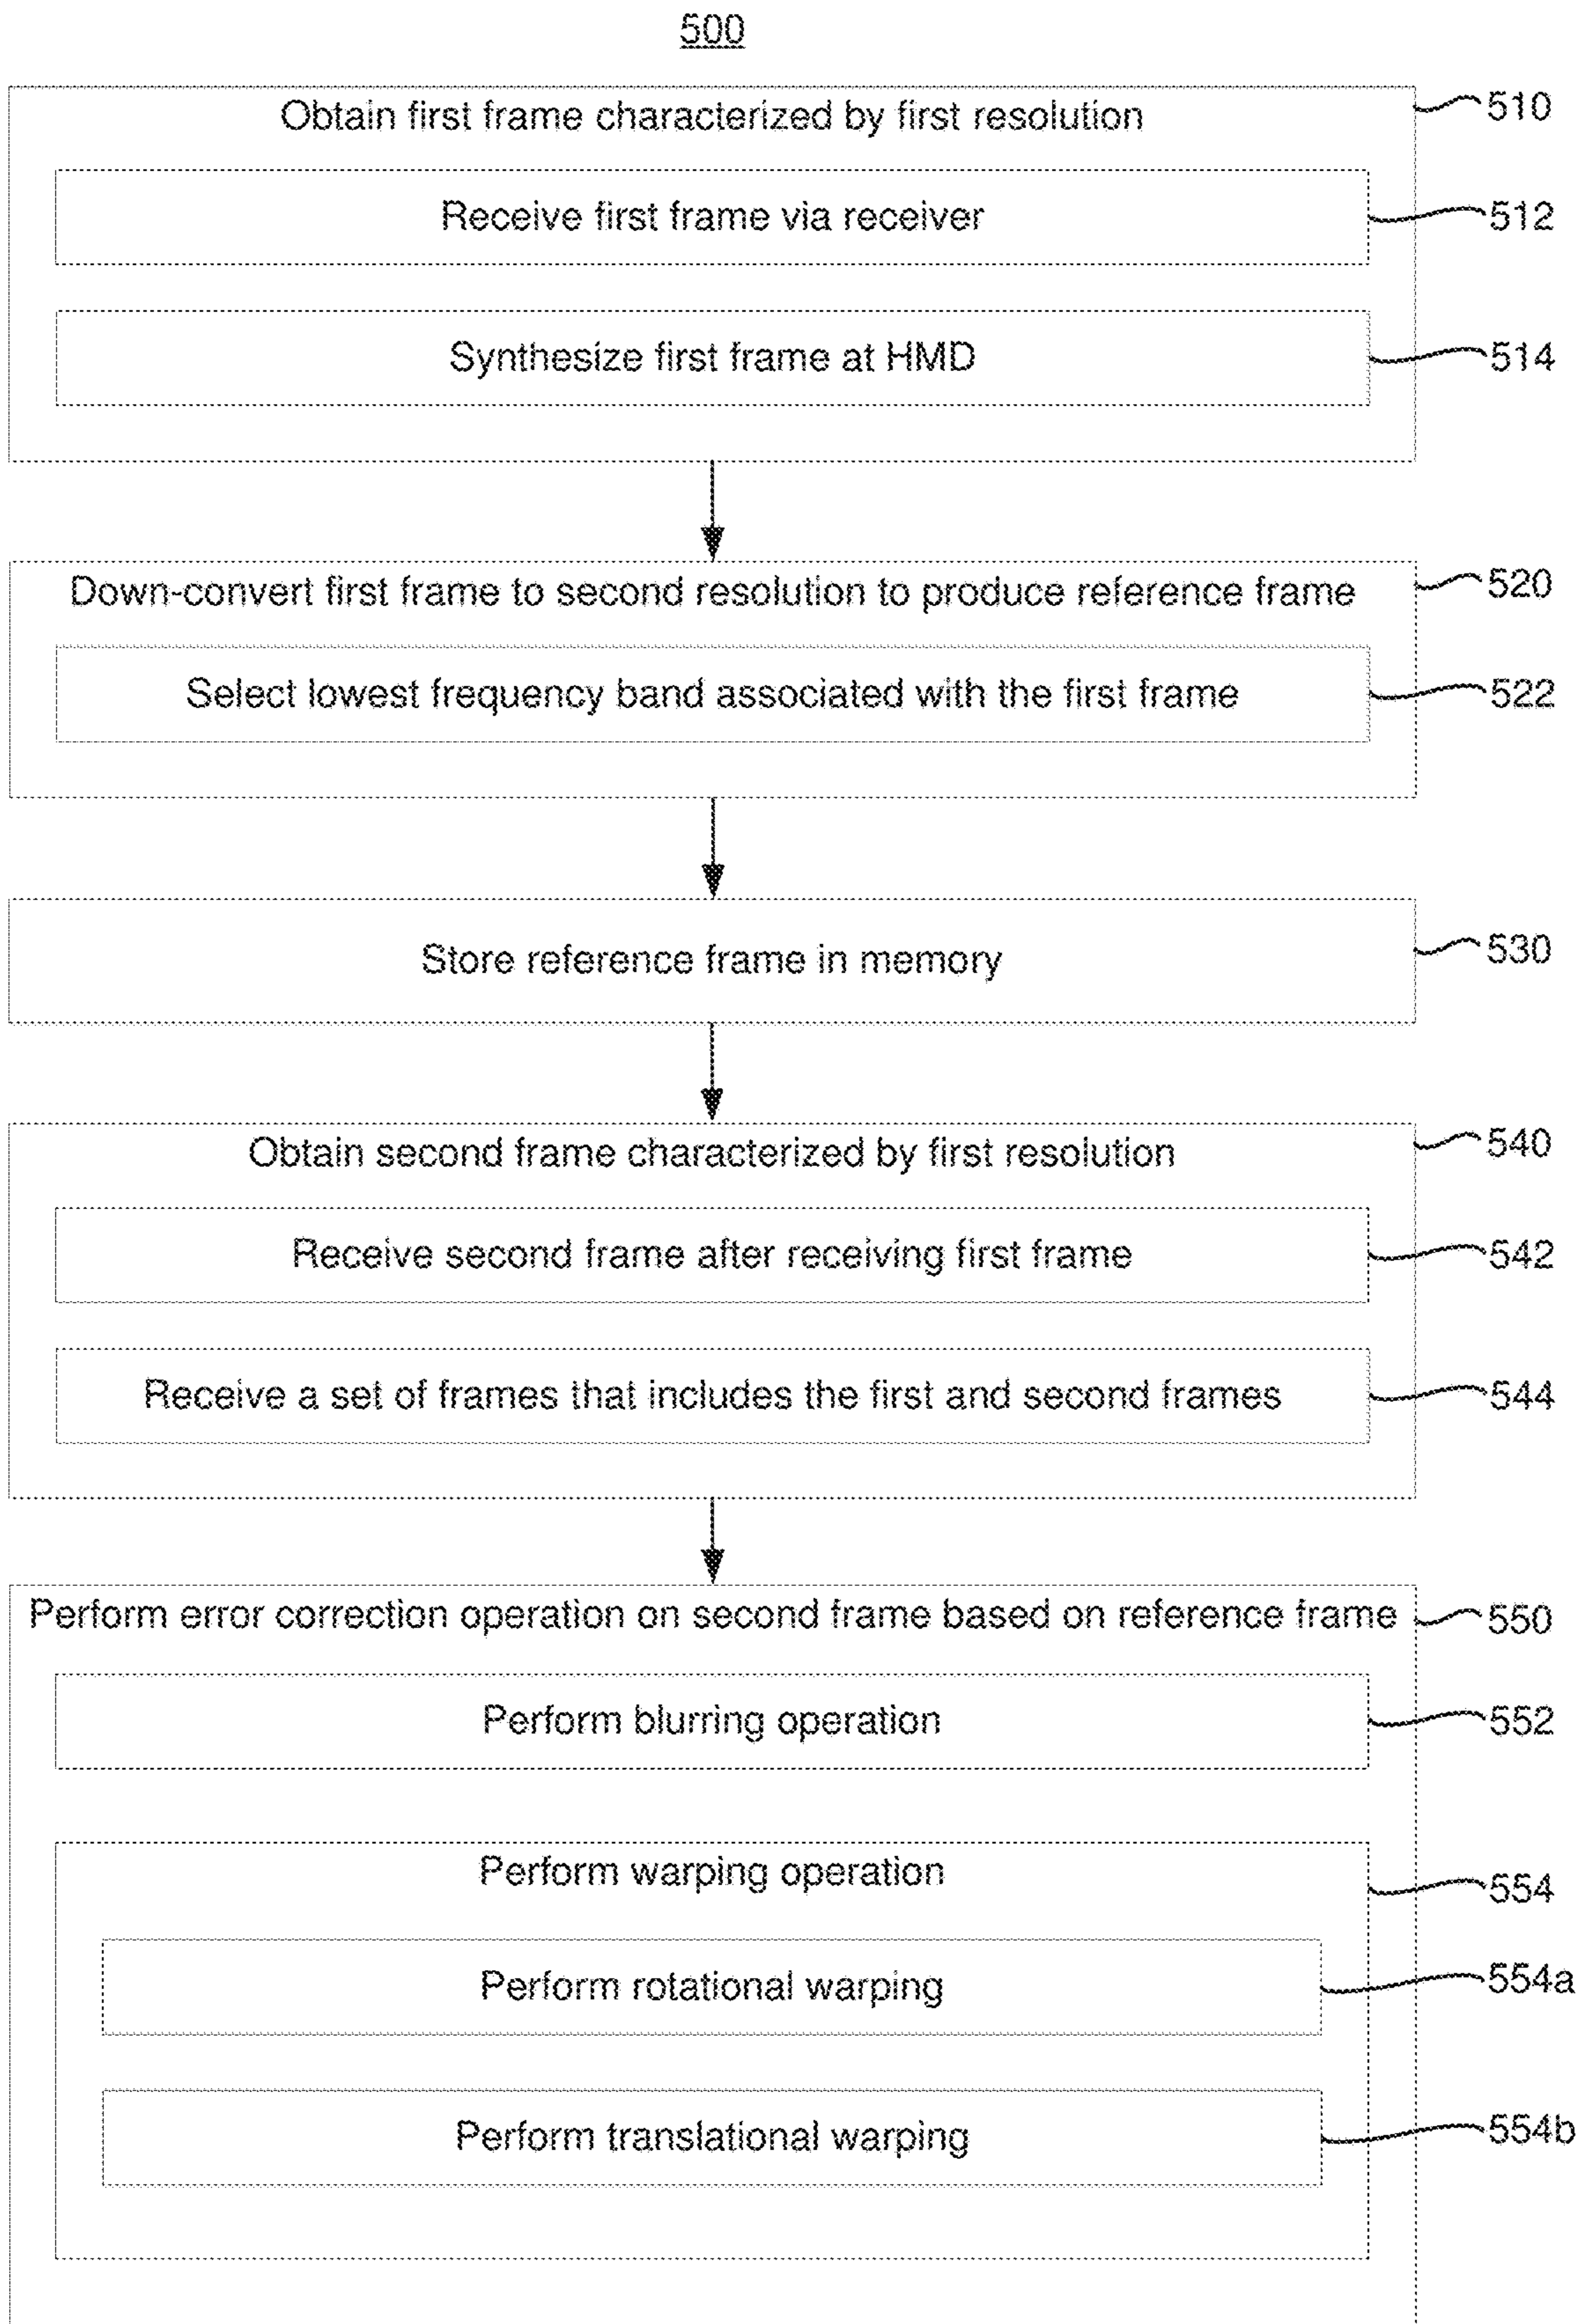 500
Obtain first frame characterized by first resolution
510
Receive first frame via receiver
512
Synthesize first frame at HMD
514
Down-convert first frame to second resolution to produce reference frame
520
Select lowest frequency band associated with the first frame
522
Store reference frame in memory
530
Obtain second frame characterized by first resolution
540
Receive second frame after receiving first frame
542
Receive a set of frames that includes the first and second frames
544
Perform error correction operation on second frame based on reference frame
550
Perform blurring operation
552
Perform warping operation
554
Perform rotational warping
554a
Perform translational warping
554b